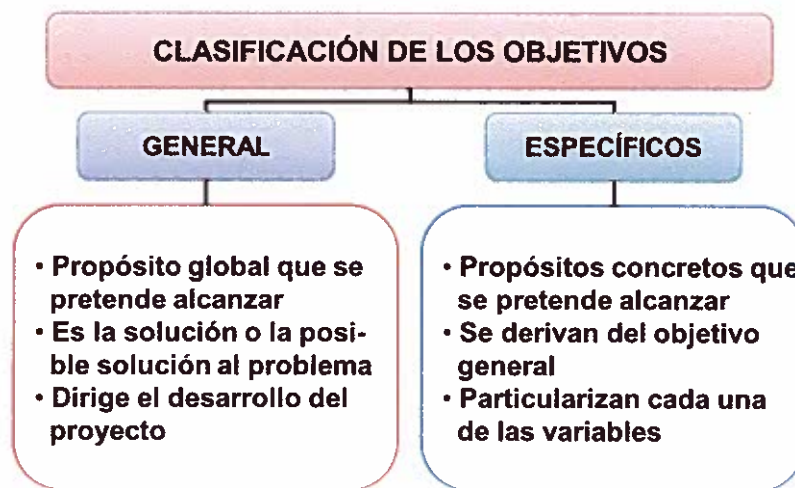 CLASIFICACIÓN DE LOS OBJETIVOS
GENERAL
• Propósito global que se
pretende alcanzar
• Es la solución o la posi-
ble solución al problema
• Dirige el desarrollo del
proyecto
ESPECÍFICOS
• Propósitos concretos que
se pretende alcanzar
• Se derivan del objetivo
general
• Particularizan cada una
de las variables